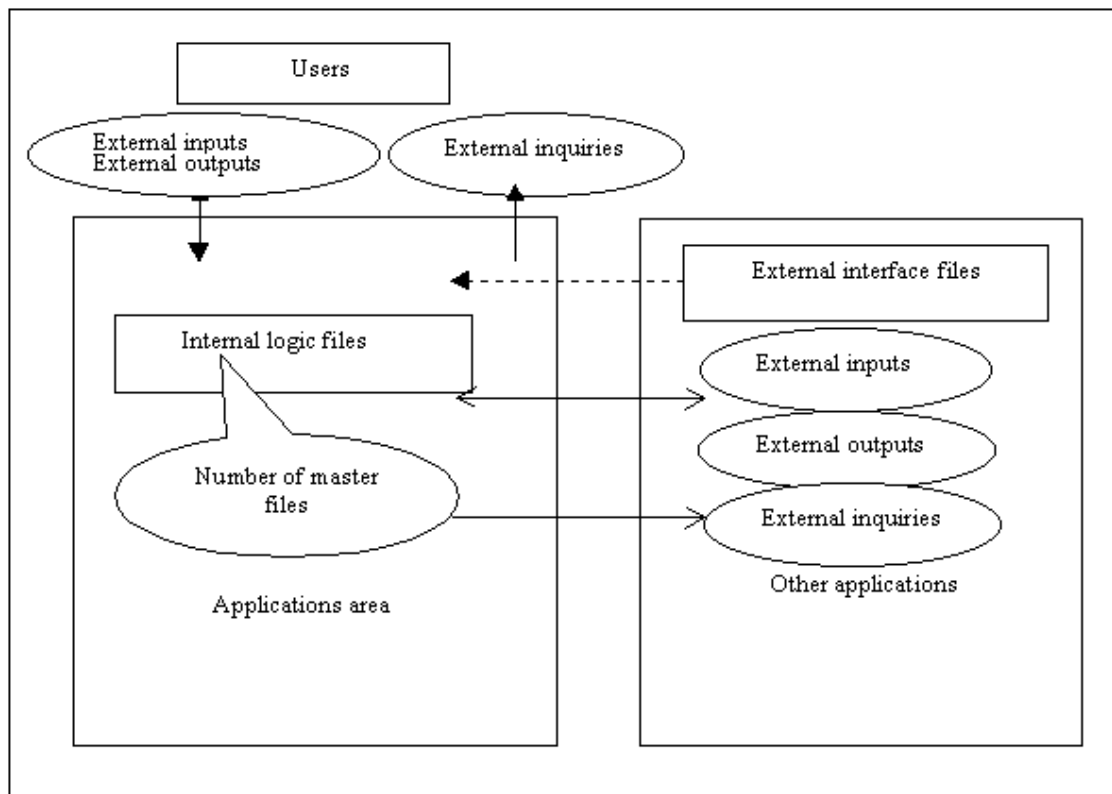 Users
External inputs
External outputs
External inquiries
External interface files
Internal logic files
External inputs
External outputs
Number of master
files
External inquiries
Other applications
Applications area